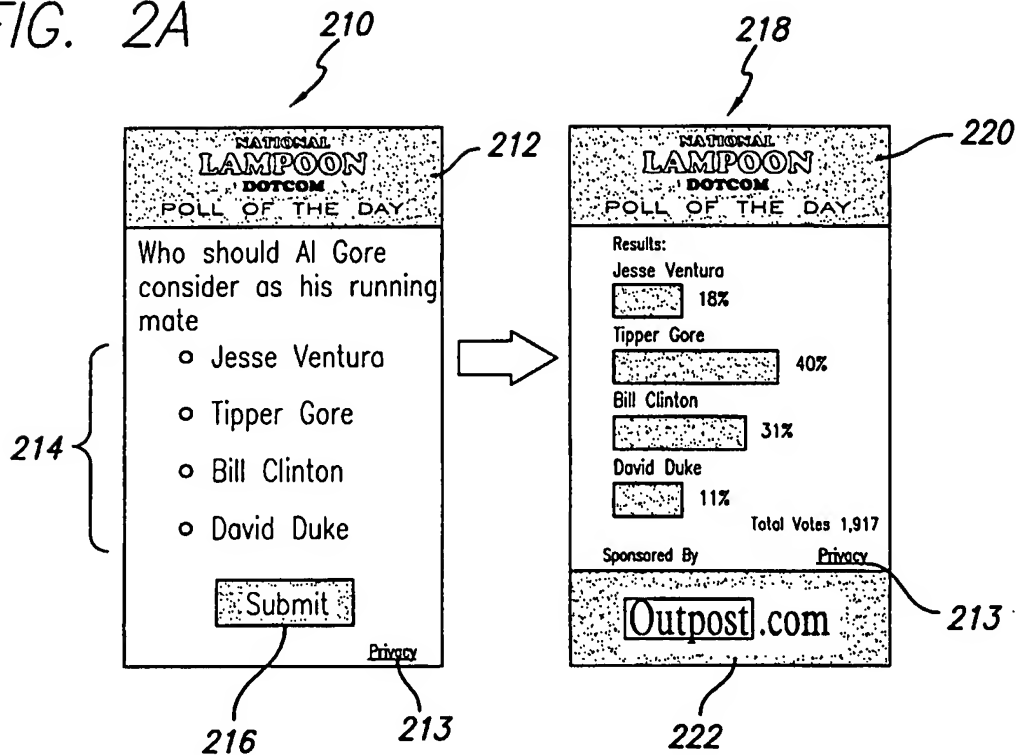 FIG. 2A
210
218
NATIONAL
LAMPOON
DOTCOM
POLL OF THE DAY
212
Who should Al Gore
consider as his running
mate
Jesse Ventura
Tipper Gore
Bill Clinton
David Duke
214
Submit
Privacy
216
213
NATIONAL
LAMPOON
DOTCOM
POLL OF THE DAY
220
Results:
Jesse Ventura
18%
Tipper Gore
40%
Bill Clinton
31%
David Duke
11%
Total Votes 1,917
Sponsored By Privacy
Outpost.com
213
222